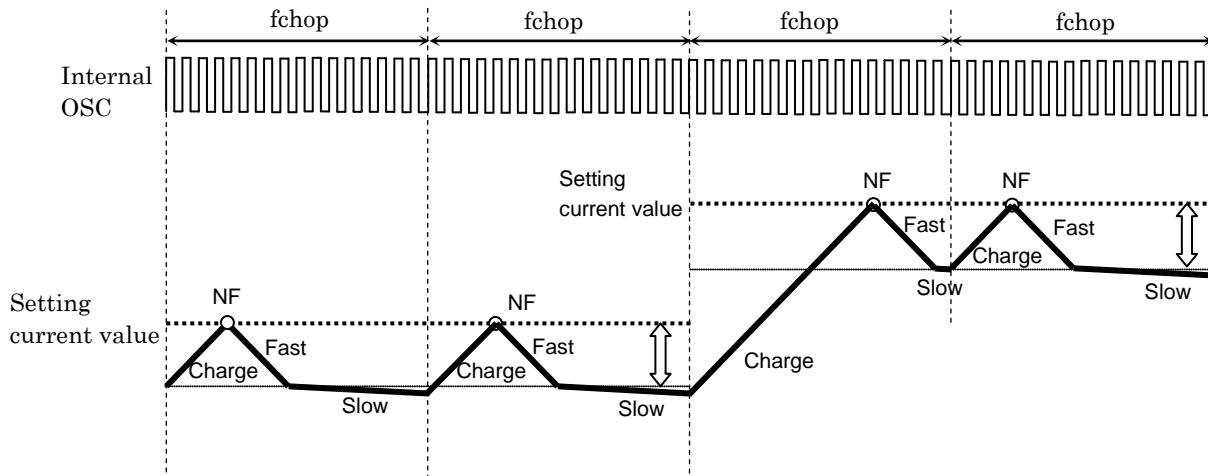 fchop
fchop
fchop
fchop
Internal
OSC
Setting
current value
NF
NF
Fast
Fast
Charge
Charge
Slow
Slow
Setting
current value
NF
NF
Fast
Fast
Charge
Charge
Slow
Slow